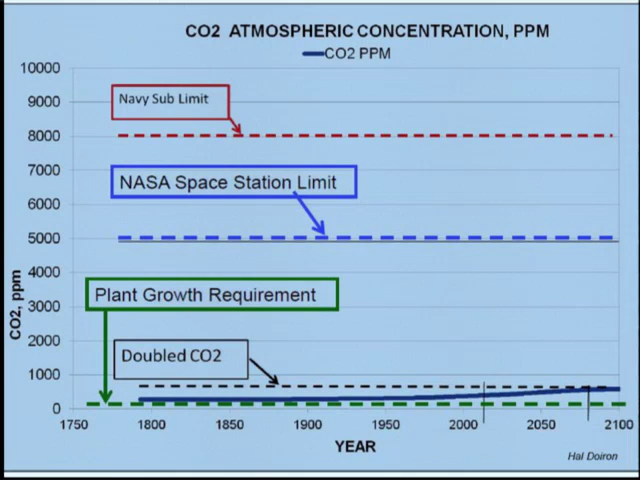 CO2 ATMOSPHERIC CONCENTRATION, PPM
CO2 PPM
10000
9000
Navy Sub Limit
8000
7000
NASA Space Station Limit
6000
5000
4000
Plant Growth Requirement
3000
2000
Doubled CO2
1000
0
CO2, ppm
1750 1800 1850 1900 1950 2000 2050 2100
YEAR
Hal Doiron